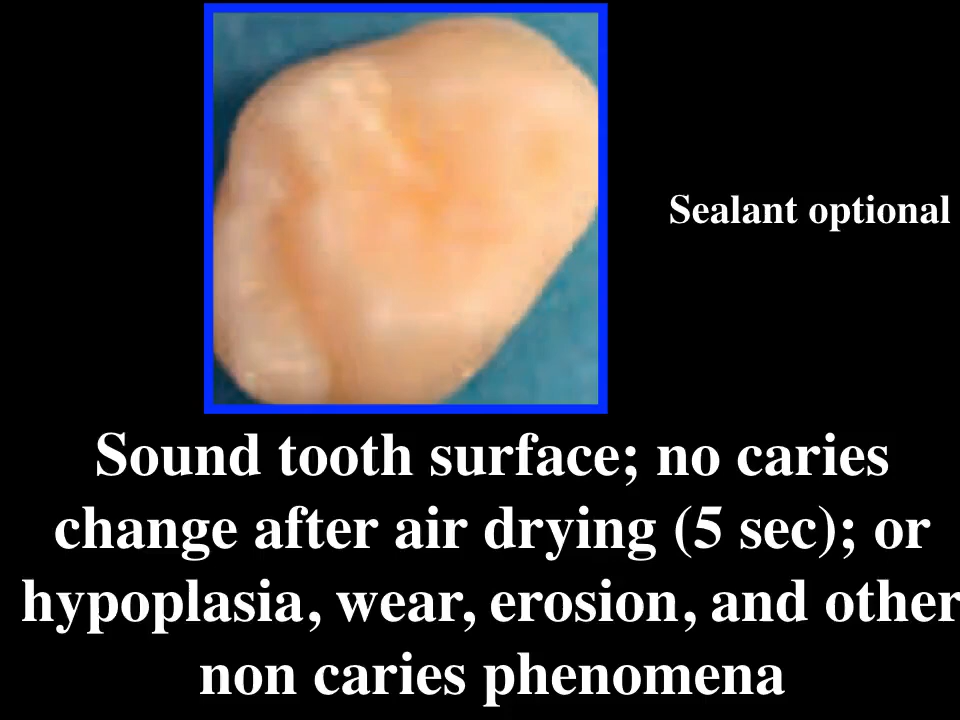 Sealant optional
Sound tooth surface; no caries
change after air drying (5 sec); or
hypoplasia, wear, erosion, and other
non caries phenomena